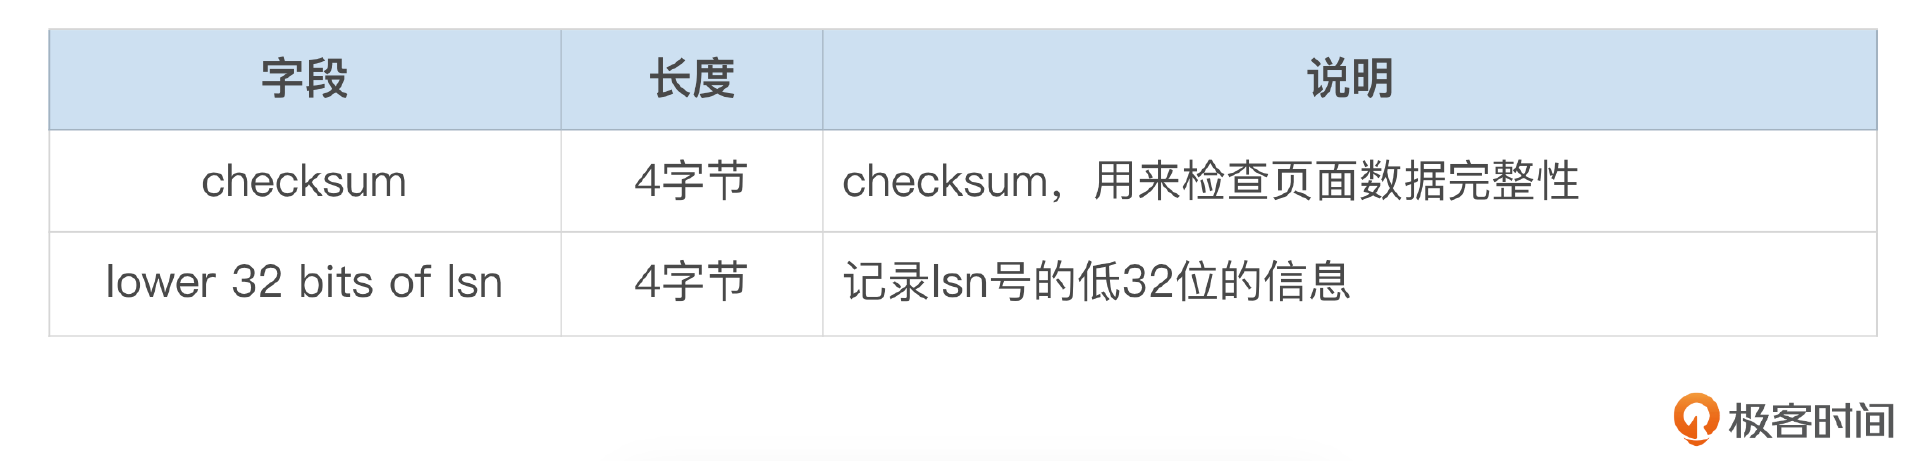 字段 长度 说明
checksum 4字节 checksum，用来检查页面数据完整性
lower 32 bits of lsn 4字节 记录lsn号的低32位的信息
极客时间